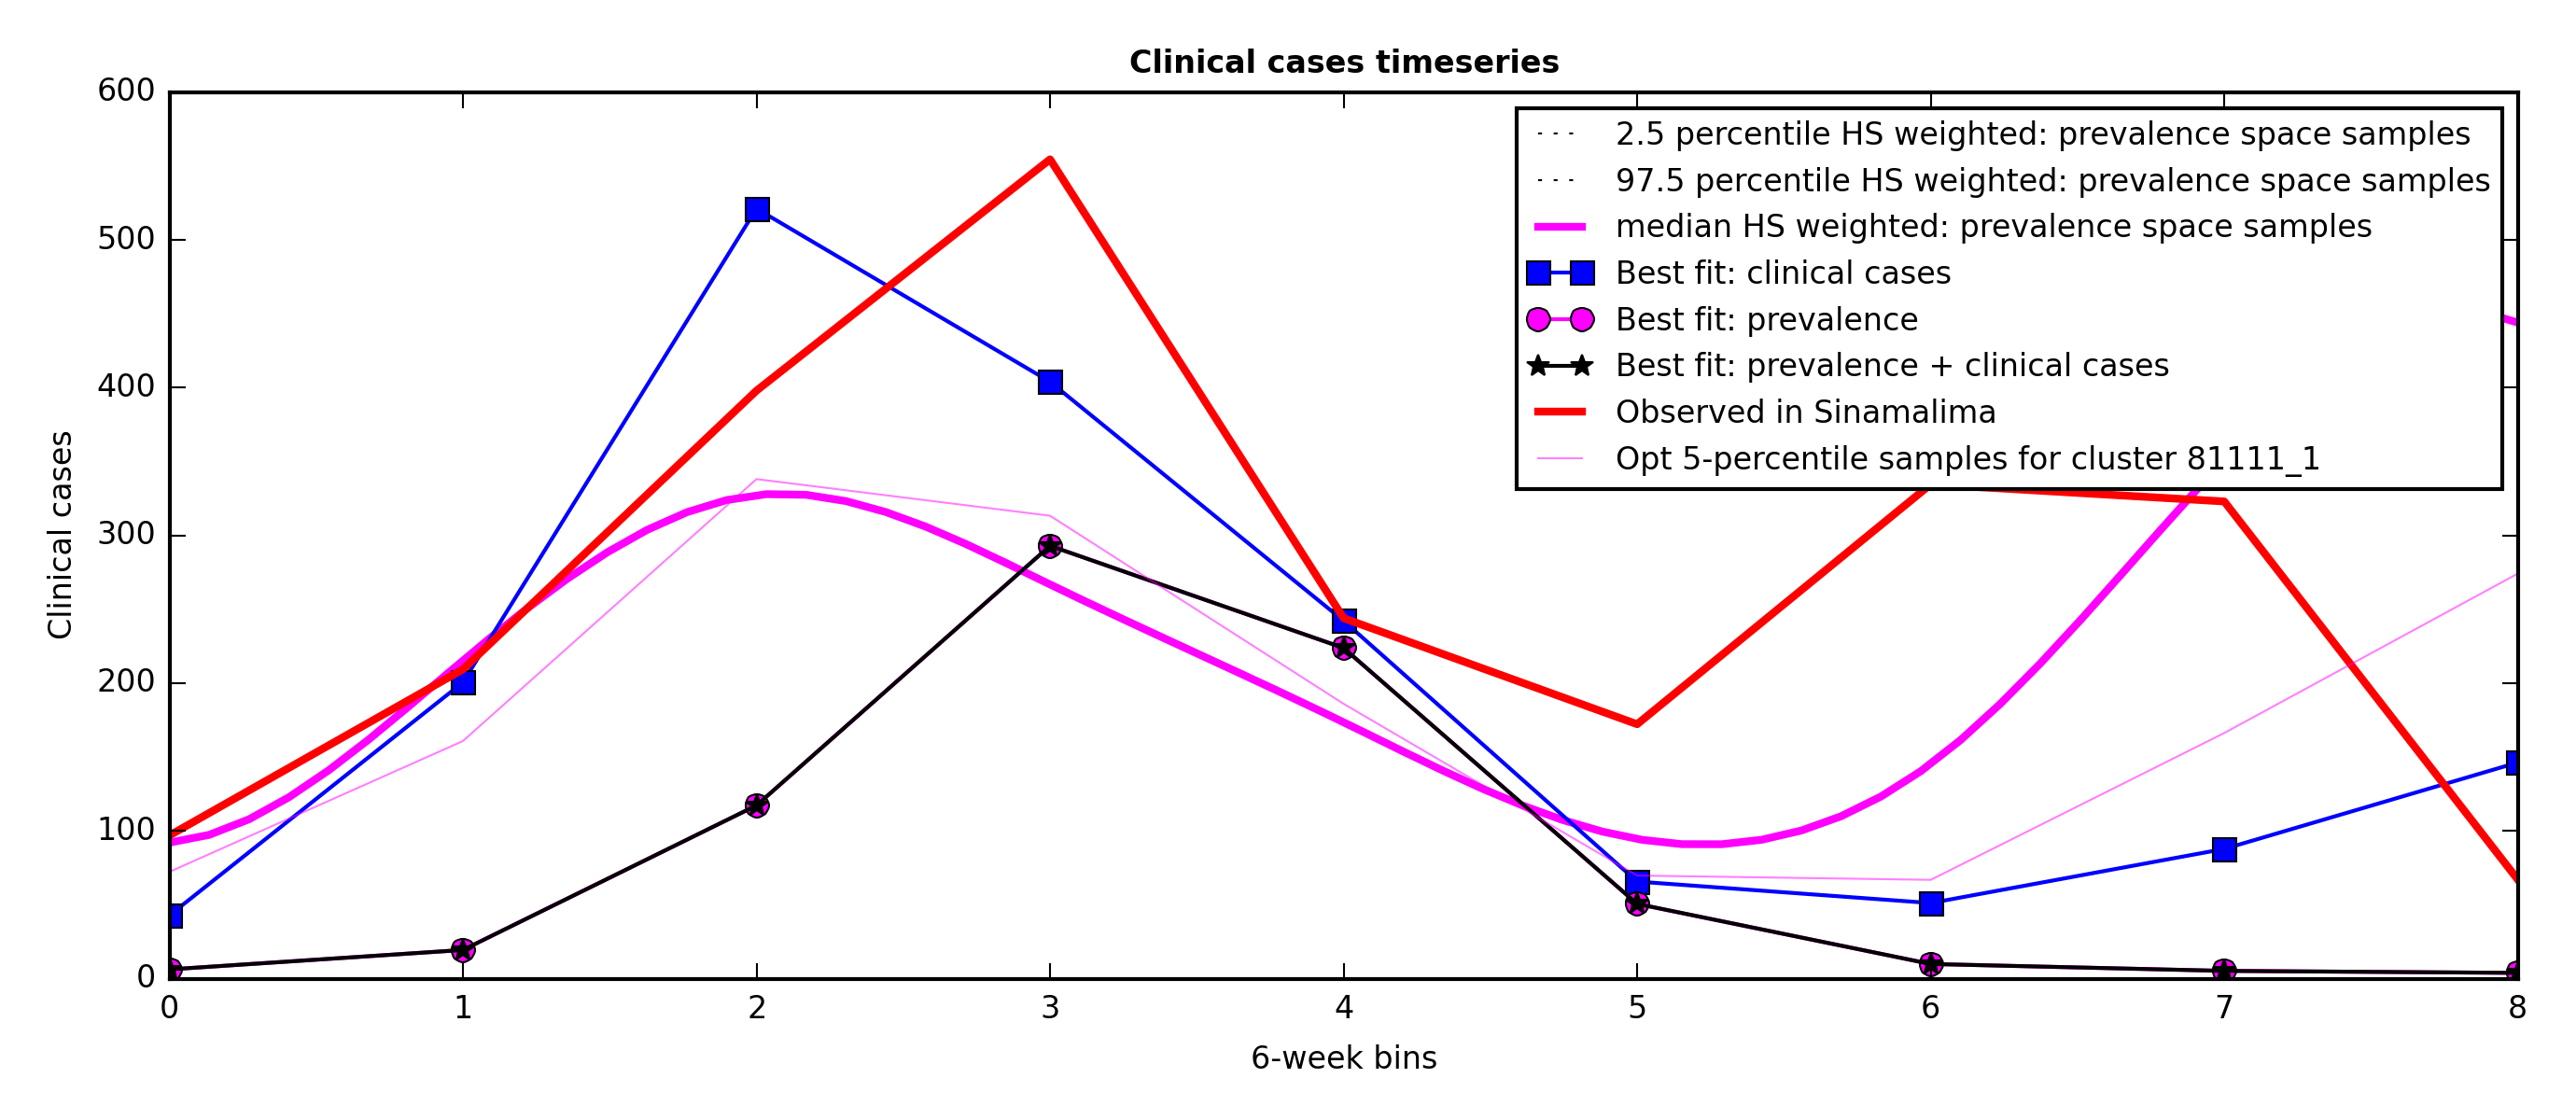 Clinical cases timeseries
600
500
400
300
200
100
0
Clinical cases
2.5 percentile HS weighted: prevalence space samples
97.5 percentile HS weighted: prevalence space samples
median HS weighted: prevalence space samples
Best fit: clinical cases
Best fit: prevalence
Best fit: prevalence + clinical cases
Observed in Sinamalima
Opt 5-percentile samples for cluster 81111_1
0 1 2 3 4 5 6 7 8
6-week bins